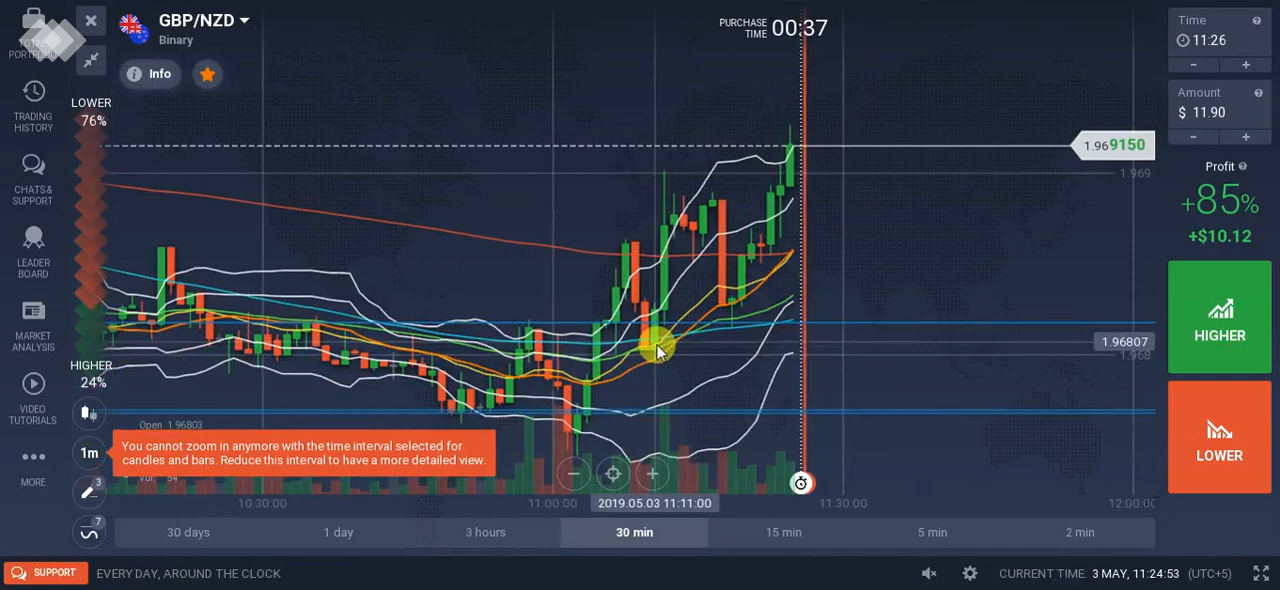 GBP/NZD
Binary
Info
PURCHASE
TIME
00:37
TOTAL
PORTFOLIO
TRADING
HISTORY
CHATS &
SUPPORT
LEADER
BOARD
MARKET
ANALYSIS
VIDEO
TUTORIALS
MORE
LOWER
76%
HIGHER
24%
1m
3
7
1.969150
1.969
1.96807
1.968
Open 1.96803
You cannot zoom in anymore with the time interval selected for
candles and bars. Reduce this interval to have a more detailed view.
Vol. 54
10:30:00
11:00:00
2019.05.03 11:11:00
11:30:00
12:00:00
30 days
1 day
3 hours
30 min
15 min
5 min
2 min
Time
11:26
- +
Amount
$ 11.90
- +
Profit
+85%
+$10.12
HIGHER
LOWER
SUPPORT
EVERY DAY, AROUND THE CLOCK
CURRENT TIME: 3 MAY, 11:24:53 (UTC+5)